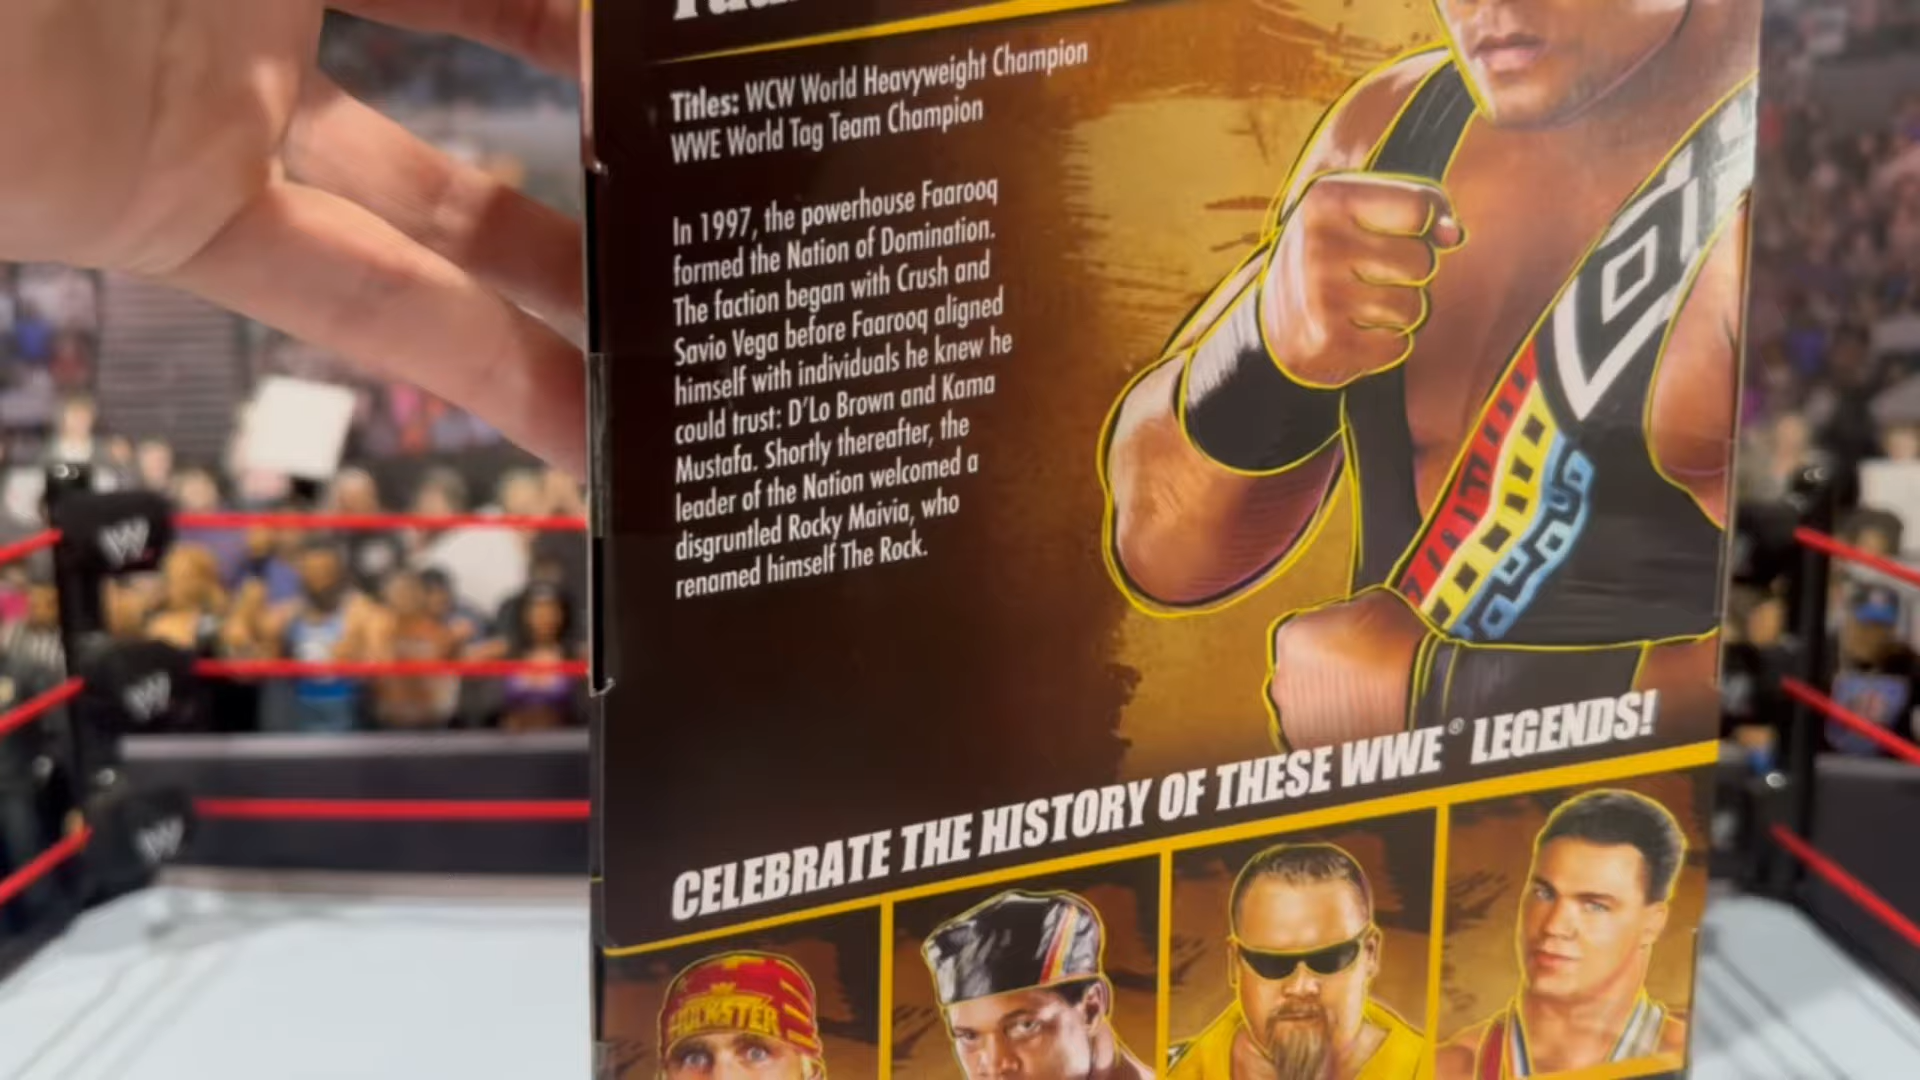 Titles: WCW World Heavyweight Champion
WWE World Tag Team Champion
In 1997, the powerhouse Faarooq
formed the Nation of Domination.
The faction began with Crush and
Savio Vega before Faarooq aligned
himself with individuals he knew he
could trust: D'Lo Brown and Kama
Mustafa. Shortly thereafter, the
leader of the Nation welcomed a
disgruntled Rocky Maivia, who
renamed himself The Rock.
CELEBRATE THE HISTORY OF THESE WWE® LEGENDS!
HULKSTER
W
W
W